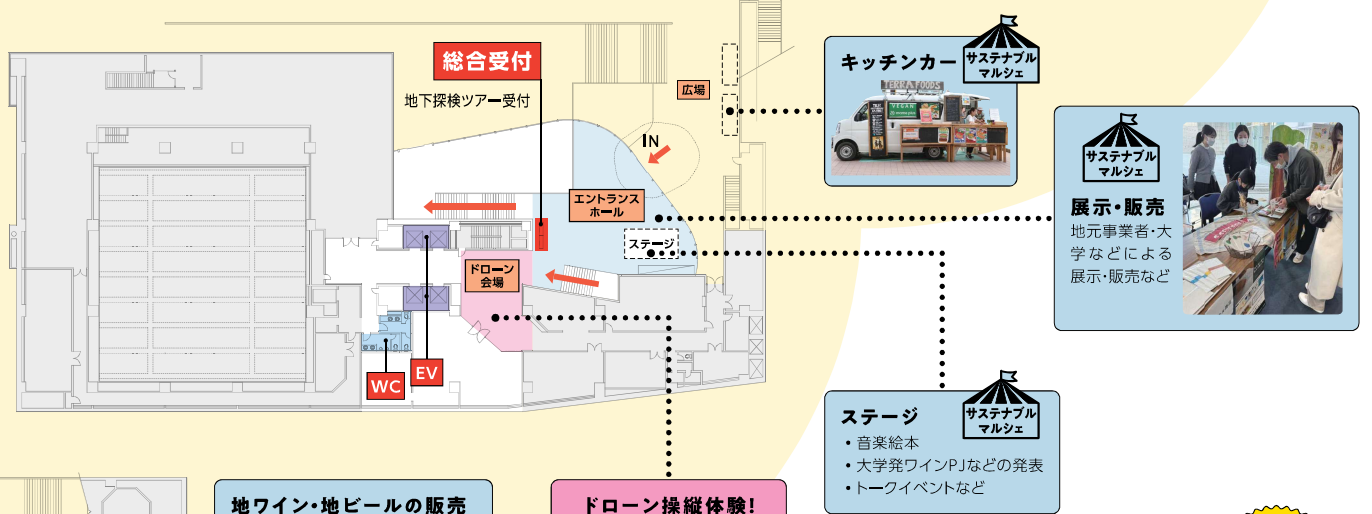 総合受付
地下探検ツアー受付
広場
IN
エントランス
ホール
ステージ
ドローン
会場
WC
EV
キッチンカー
サステナブル
マルシェ
TERRA FOODS
VEGAN
サステナブル
マルシェ
展示・販売
地元事業者・大
学などによる
展示・販売など
ステージ
サステナブル
マルシェ
・音楽絵本
・大学発ワインPJなどの発表
・トークイベントなど
地ワイン・地ビールの販売
ドローン操縦体験!